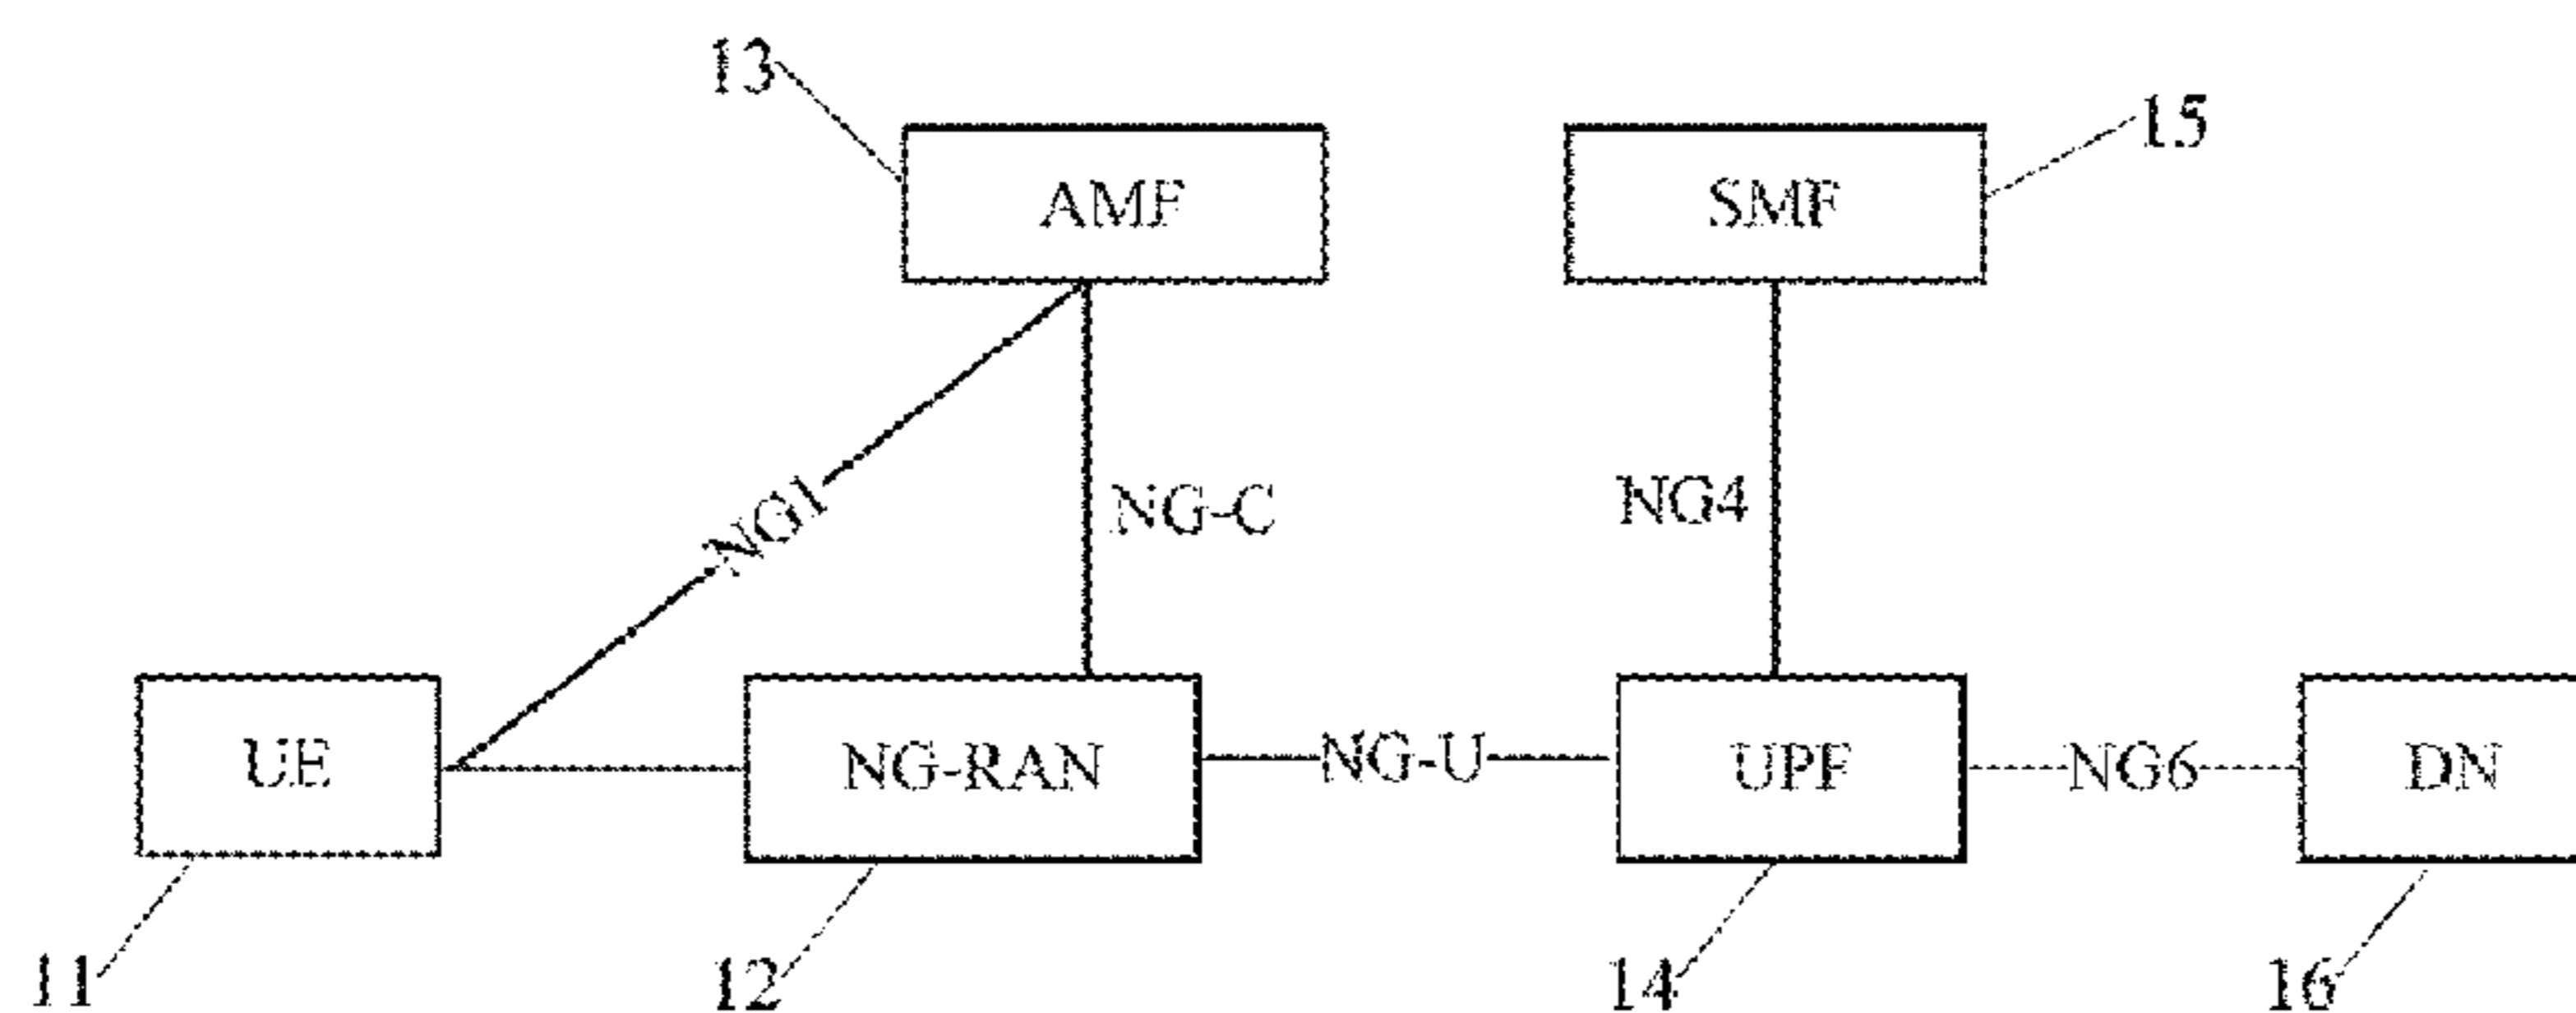 13
15
AMF
SMF
NG1
NG-C
NG4
UE
NG-RAN
NG-U
UPF
NG6
DN
11
12
14
16